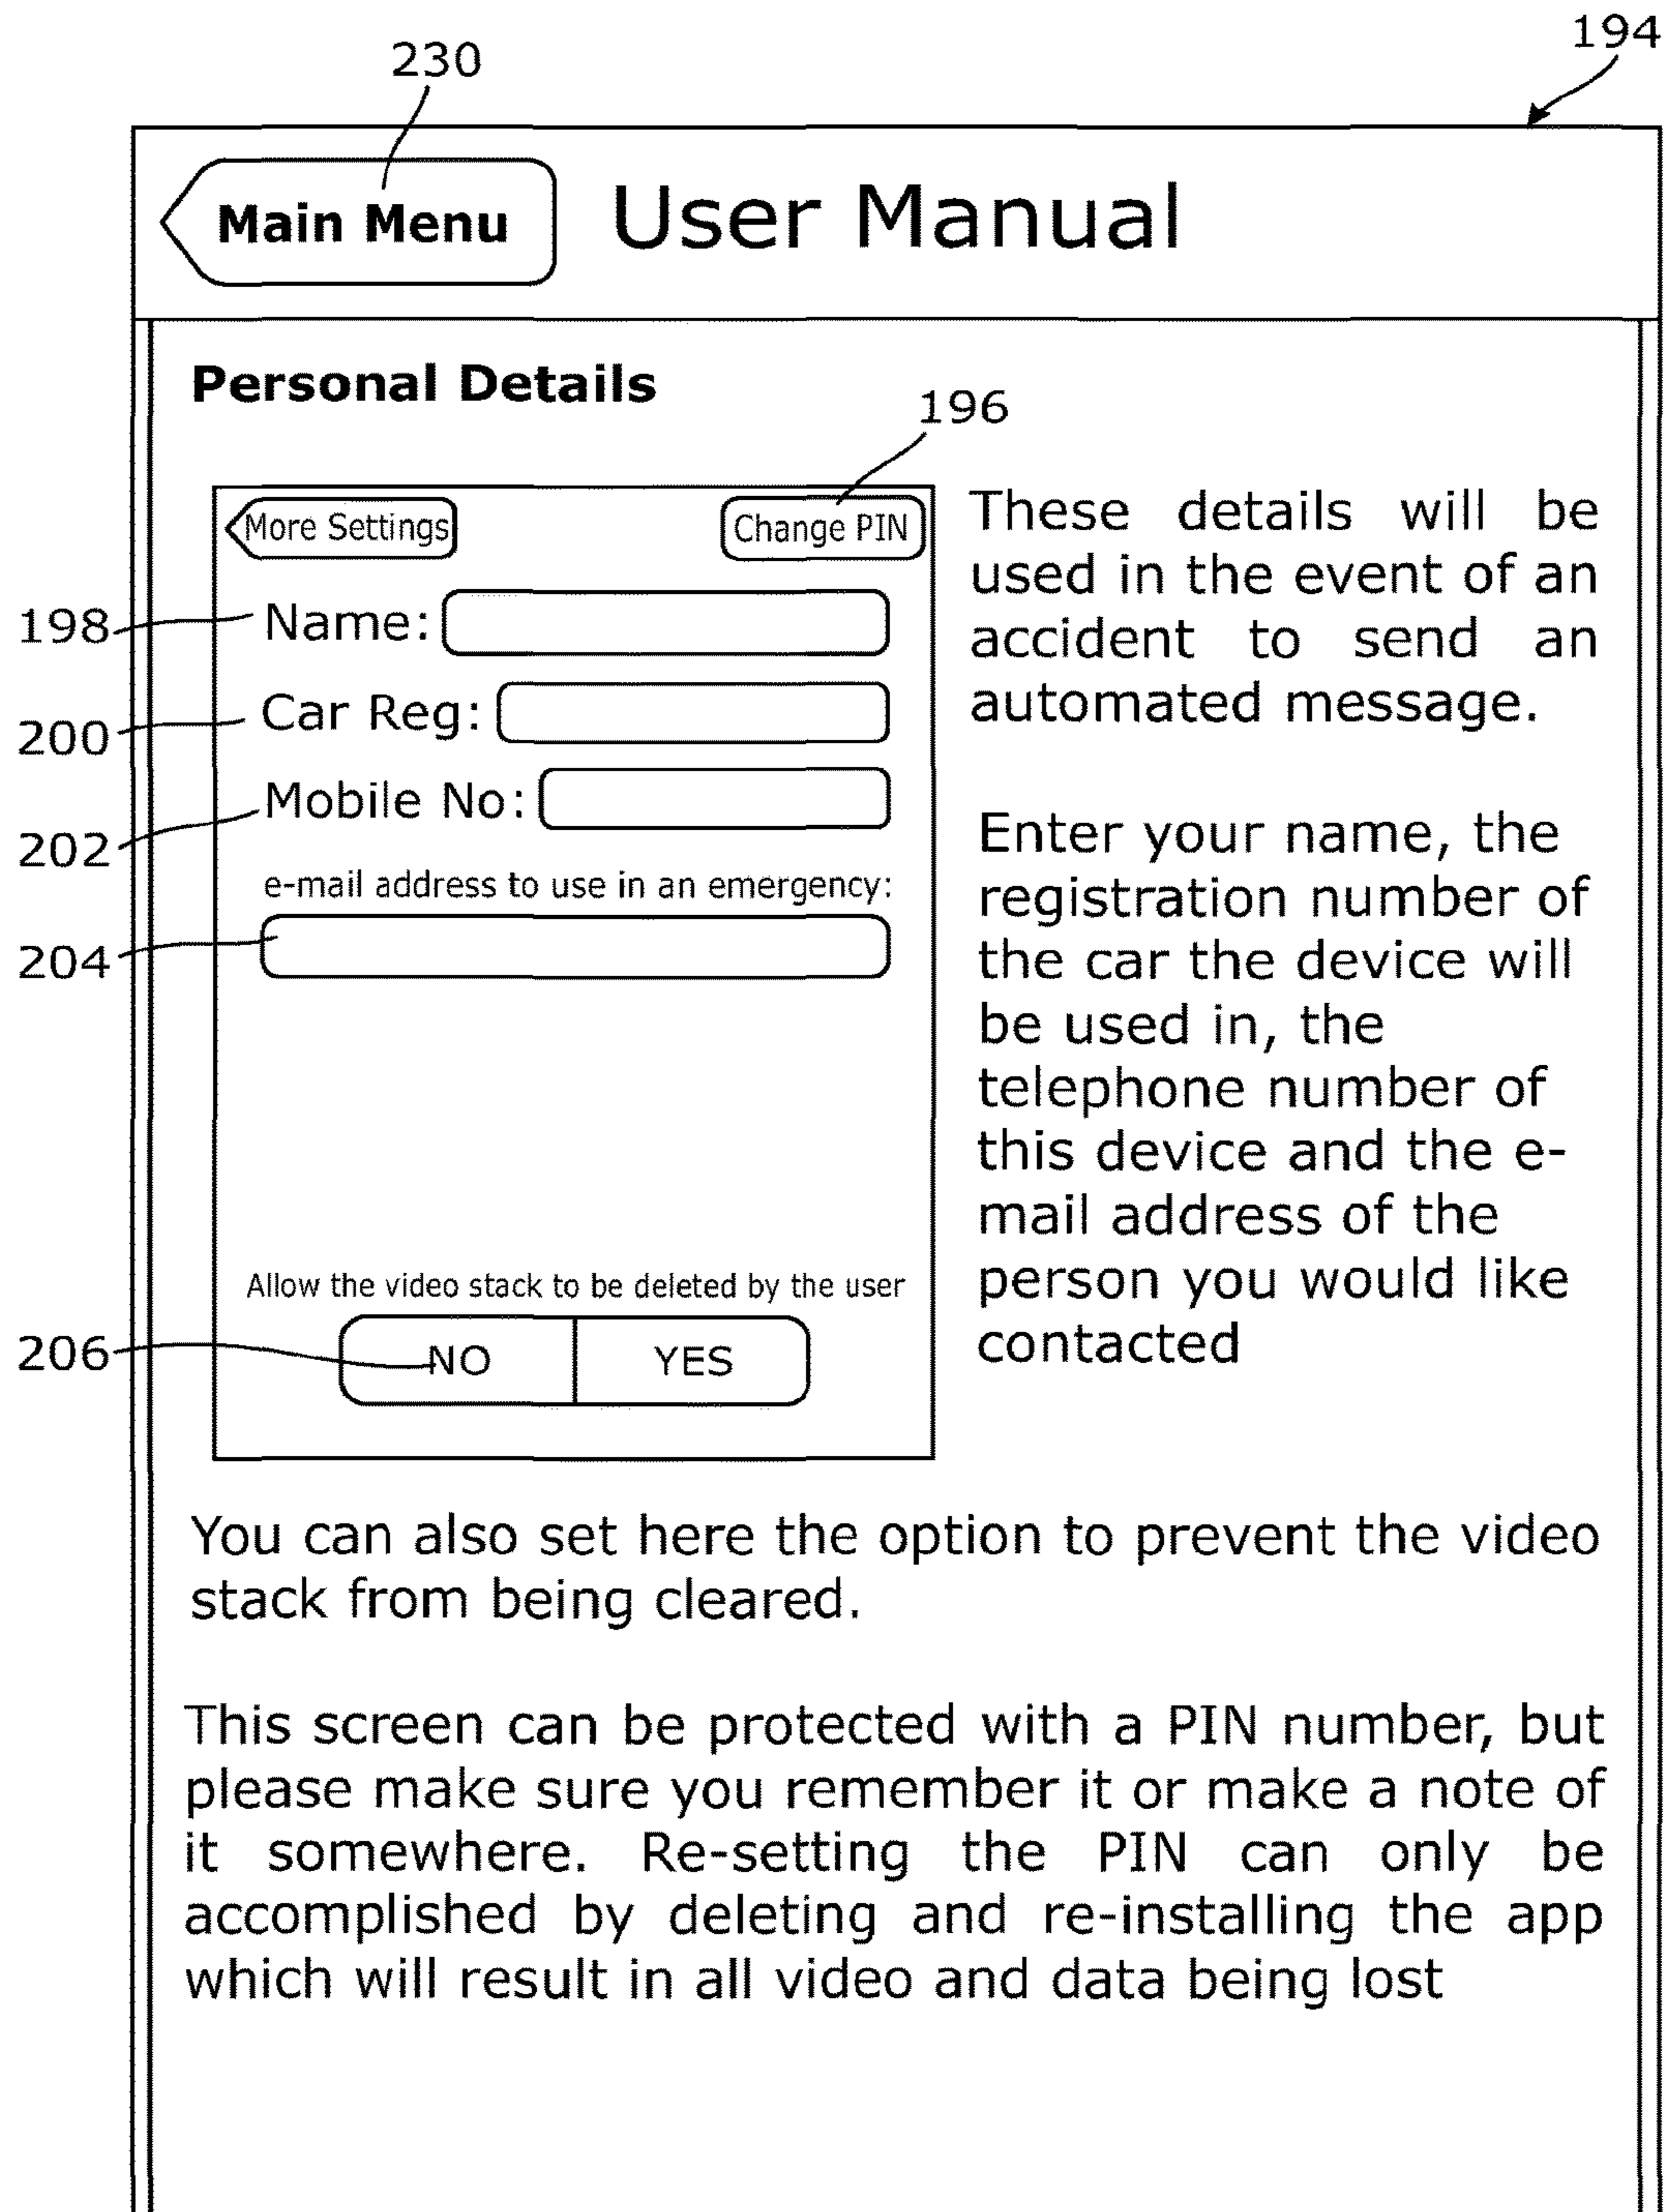 230
194
Main Menu
User Manual
Personal Details
196
More Settings
Change PIN
198
Name:
200
Car Reg:
202
Mobile No:
e-mail address to use in an emergency:
204
Allow the video stack to be deleted by the user
206
NO
YES
These details will be
used in the event of an
accident to send an
automated message.
Enter your name, the
registration number of
the car the device will
be used in, the
telephone number of
this device and the e-
mail address of the
person you would like
contacted
You can also set here the option to prevent the video
stack from being cleared.
This screen can be protected with a PIN number, but
please make sure you remember it or make a note of
it somewhere. Re-setting the PIN can only be
accomplished by deleting and re-installing the app
which will result in all video and data being lost